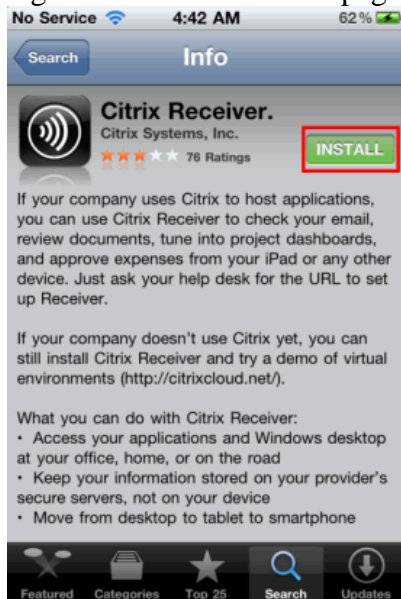 No Service 4:42 AM 62%
Search Info
Citrix Receiver.
Citrix Systems, Inc.
76 Ratings
INSTALL
If your company uses Citrix to host applications,
you can use Citrix Receiver to check your email,
review documents, tune into project dashboards,
and approve expenses from your iPad or any other
device. Just ask your help desk for the URL to set
up Receiver.
If your company doesn't use Citrix yet, you can
still install Citrix Receiver and try a demo of virtual
environments (http://citrixcloud.net/).
What you can do with Citrix Receiver:
• Access your applications and Windows desktop
at your office, home, or on the road
• Keep your information stored on your provider's
secure servers, not on your device
• Move from desktop to tablet to smartphone
Featured Categories Top 25 Search Updates